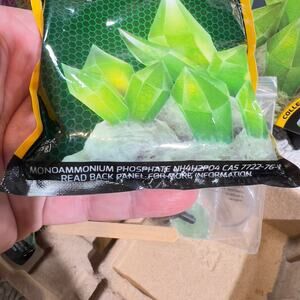 MONOAMMONIUM PHOSPHATE NH4H2PO4 CAS 7722-76-1
READ BACK PANEL FOR MORE INFORMATION